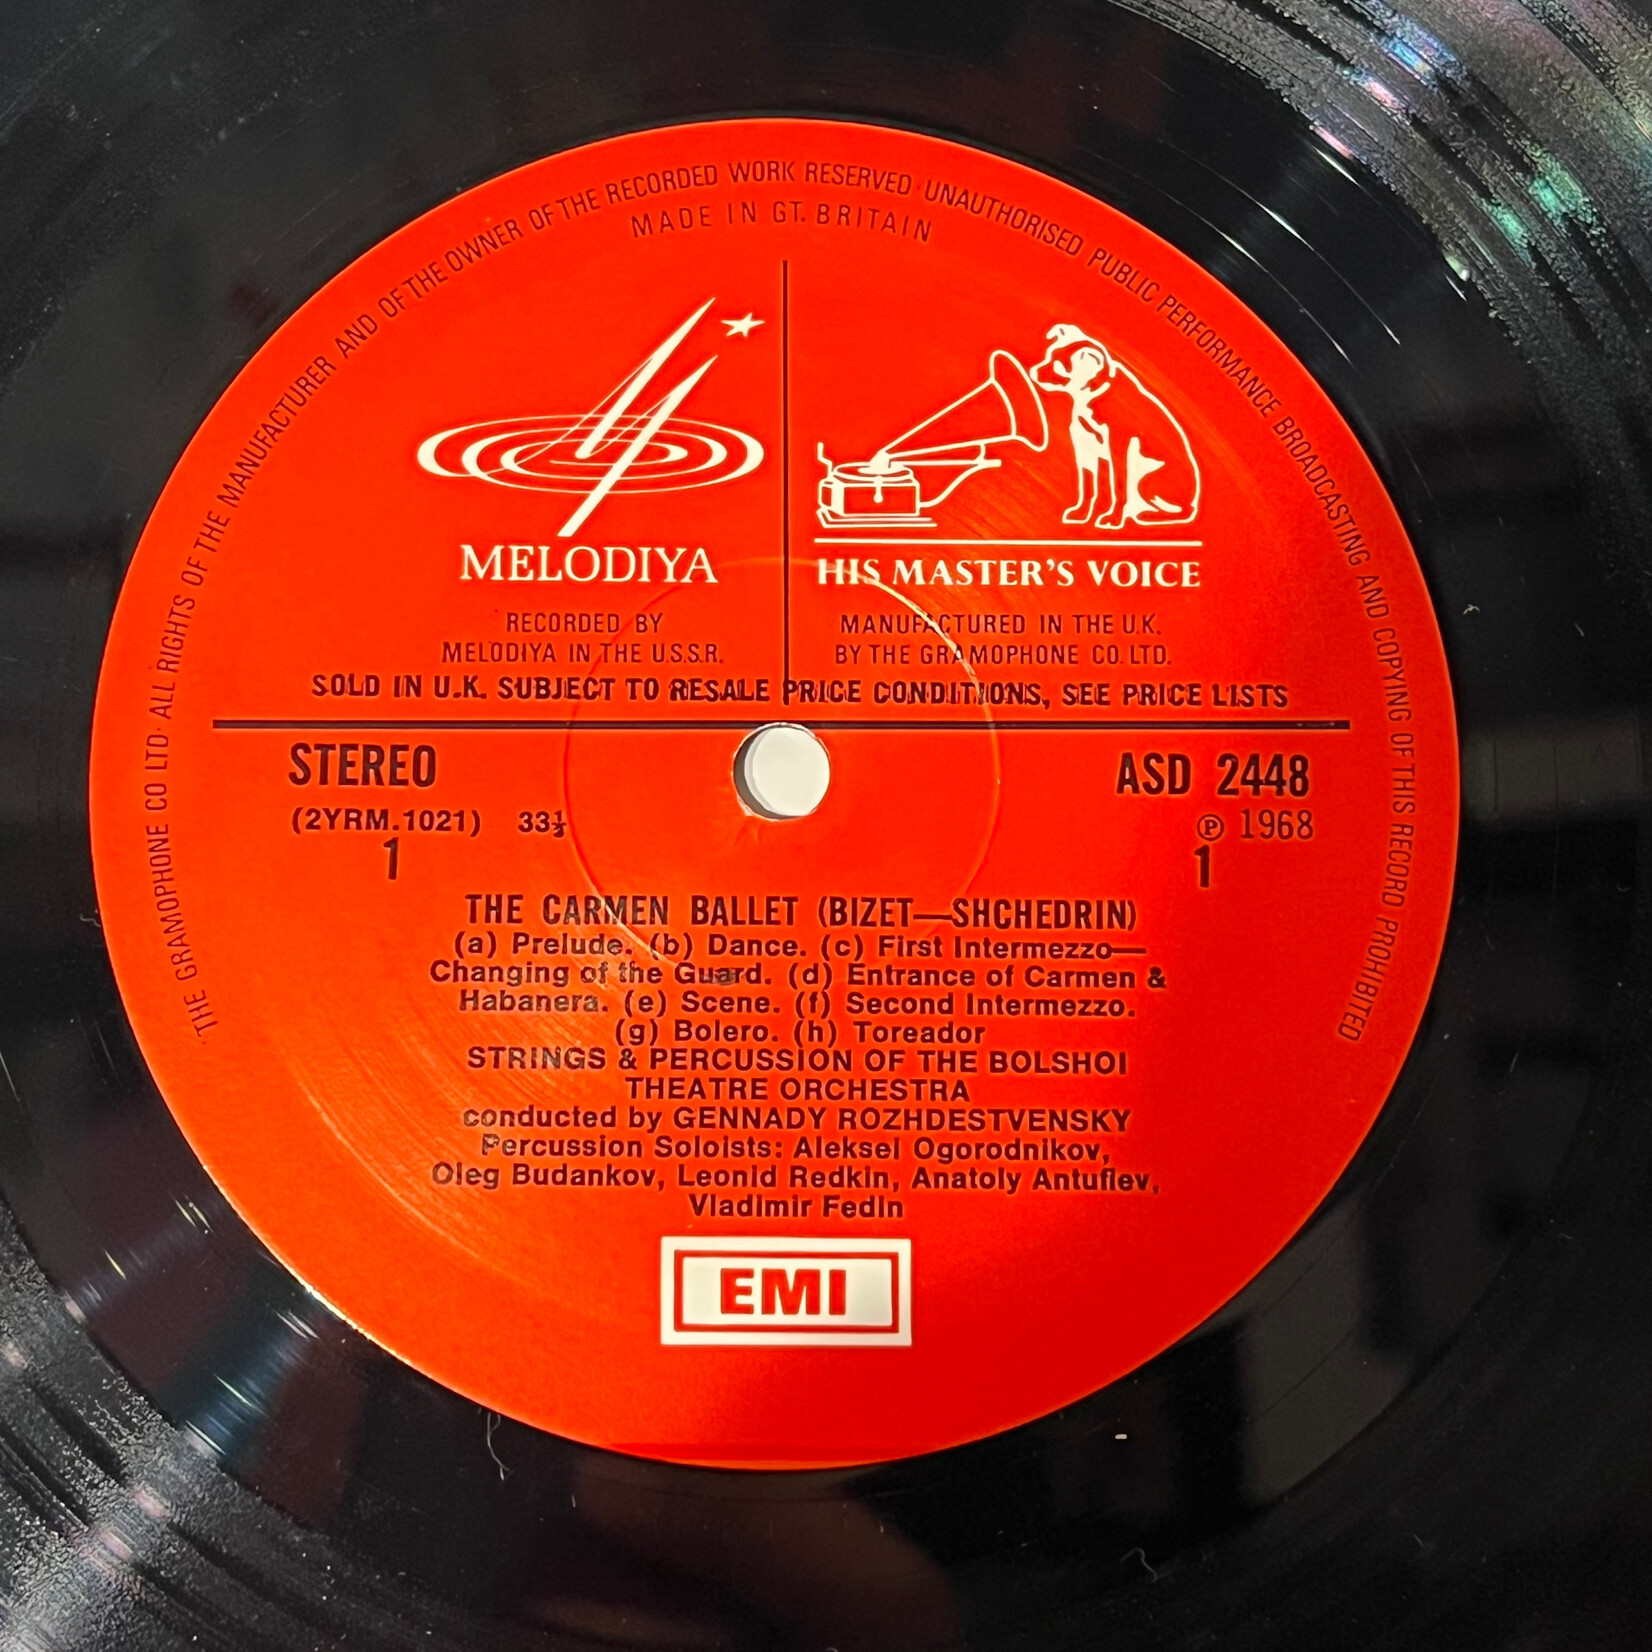 THE GRAMOPHONE CO LTD· ALL RIGHTS OF THE MANUFACTURER AND OF THE OWNER OF THE RECORDED WORK RESERVED · UNAUTHORISED PUBLIC PERFORMANCE BROADCASTING AND COPYING OF THIS RECORD PROHIBITED
MADE IN GT. BRITAIN
MELODIYA
HIS MASTER'S VOICE
RECORDED BY
MELODIYA IN THE U.S.S.R.
MANUFACTURED IN THE U.K.
BY THE GRAMOPHONE CO. LTD.
SOLD IN U.K. SUBJECT TO RESALE PRICE CONDITIONS, SEE PRICE LISTS
STEREO
ASD 2448
(2YRM.1021) 33⅓
℗ 1968
1
1
THE CARMEN BALLET (BIZET—SHCHEDRIN)
(a) Prelude. (b) Dance. (c) First Intermezzo—
Changing of the Guard. (d) Entrance of Carmen &
Habanera. (e) Scene. (f) Second Intermezzo.
(g) Bolero. (h) Toreador
STRINGS & PERCUSSION OF THE BOLSHOI
THEATRE ORCHESTRA
conducted by GENNADY ROZHDESTVENSKY
Percussion Soloists: Aleksei Ogorodnikov,
Oleg Budankov, Leonid Redkin, Anatoly Antufiev,
Vladimir Fedin
EMI